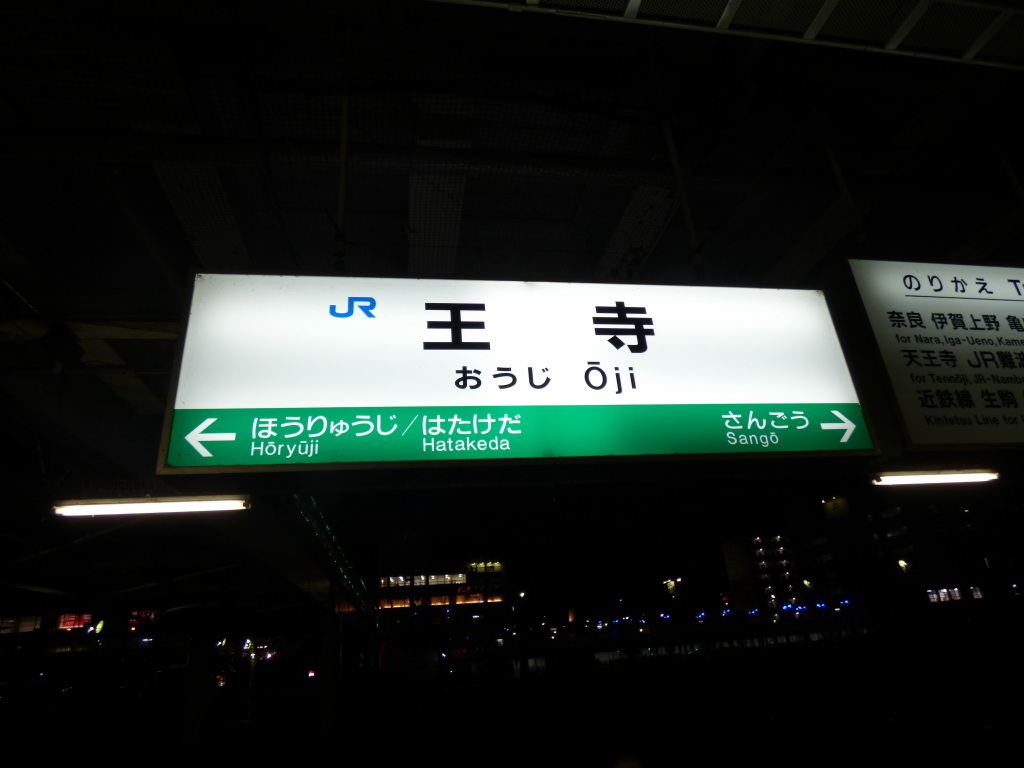 JR 王寺
おうじ Ōji
← ほうりゅうじ／はたけだ さんごう →
Hōryūji Hatakeda Sangō
のりかえ
奈良 伊賀上野
for Nara, Iga-Ueno,
天王寺 JR難
for Tennōji, JR-Namb
近鉄線 生駒
Kintetsu Line for